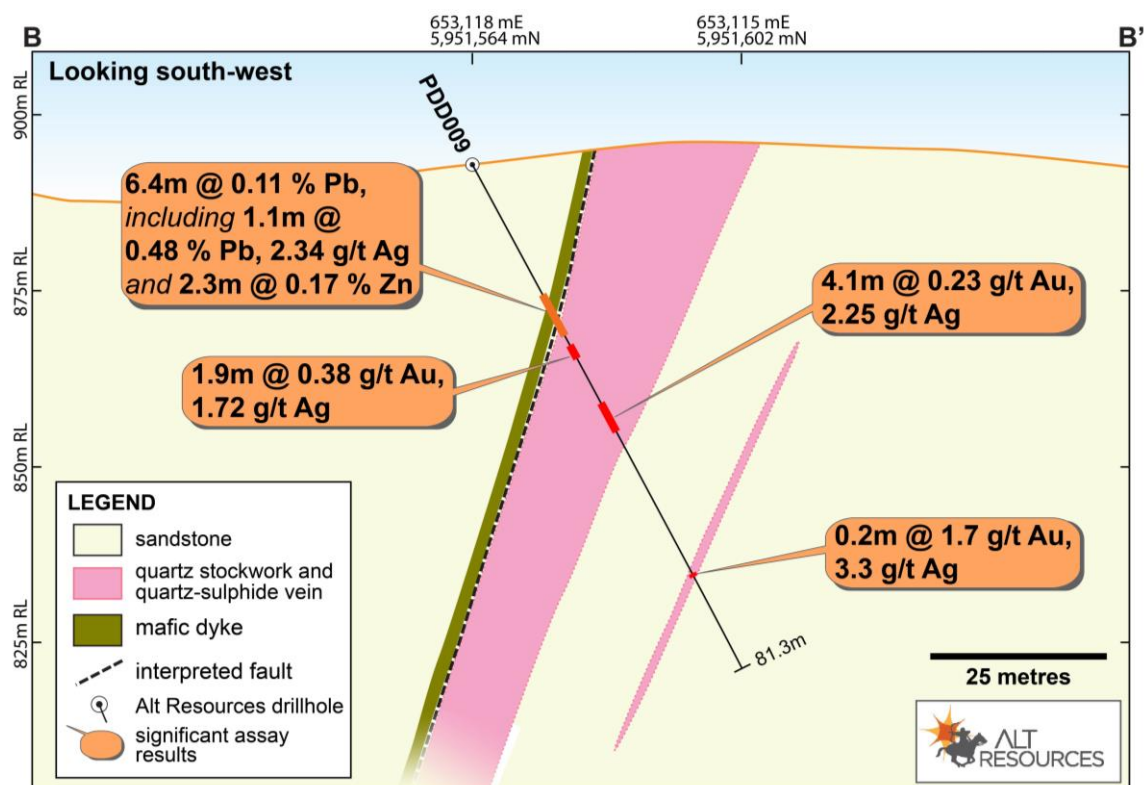 653,118 mE
5,951,564 mN
653,115 mE
5,951,602 mN
B
B'
Looking south-west
900m RL
875m RL
850m RL
825m RL
PDD009
6.4m @ 0.11 % Pb,
including 1.1m @
0.48 % Pb, 2.34 g/t Ag
and 2.3m @ 0.17 % Zn
4.1m @ 0.23 g/t Au,
2.25 g/t Ag
1.9m @ 0.38 g/t Au,
1.72 g/t Ag
0.2m @ 1.7 g/t Au,
3.3 g/t Ag
81.3m
LEGEND
sandstone
quartz stockwork and
quartz-sulphide vein
mafic dyke
interpreted fault
Alt Resources drillhole
significant assay
results
25 metres
ALT
RESOURCES